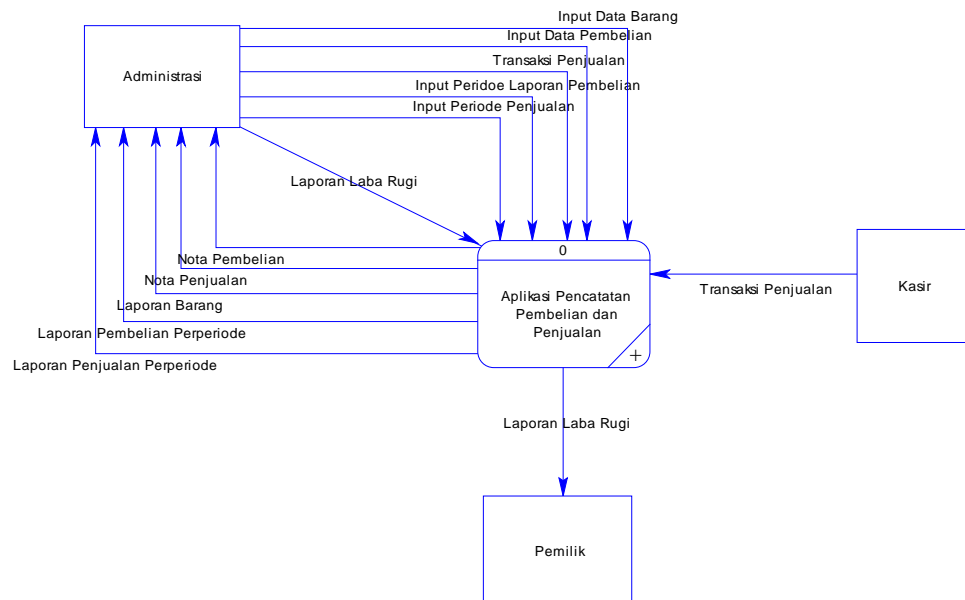 Input Data Barang
Input Data Pembelian
Transaksi Penjualan
Input Peridoe Laporan Pembelian
Input Periode Penjualan
Administrasi
Laporan Laba Rugi
0
Nota Pembelian
Nota Penjualan
Laporan Barang
Laporan Pembelian Perperiode
Laporan Penjualan Perperiode
Aplikasi Pencatatan
Pembelian dan
Penjualan
+
Transaksi Penjualan
Kasir
Laporan Laba Rugi
Pemilik